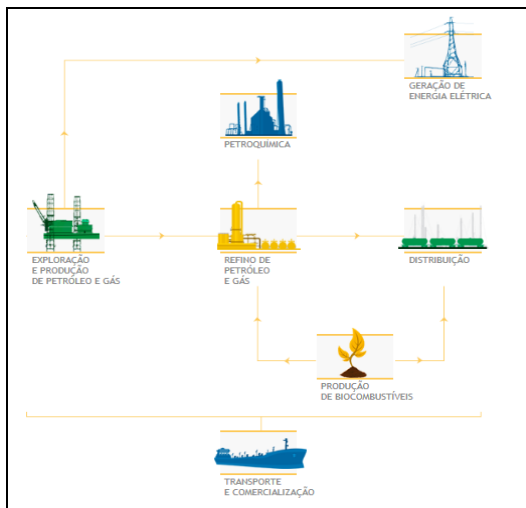 GERAÇÃO DE
ENERGIA ELÉTRICA
PETROQUÍMICA
EXPLORAÇÃO
E PRODUÇÃO
DE PETRÓLEO E GÁS
REFINO DE
PETRÓLEO
E GÁS
DISTRIBUIÇÃO
PRODUÇÃO
DE BIOCOMBUSTÍVEIS
TRANSPORTE
E COMERCIALIZAÇÃO